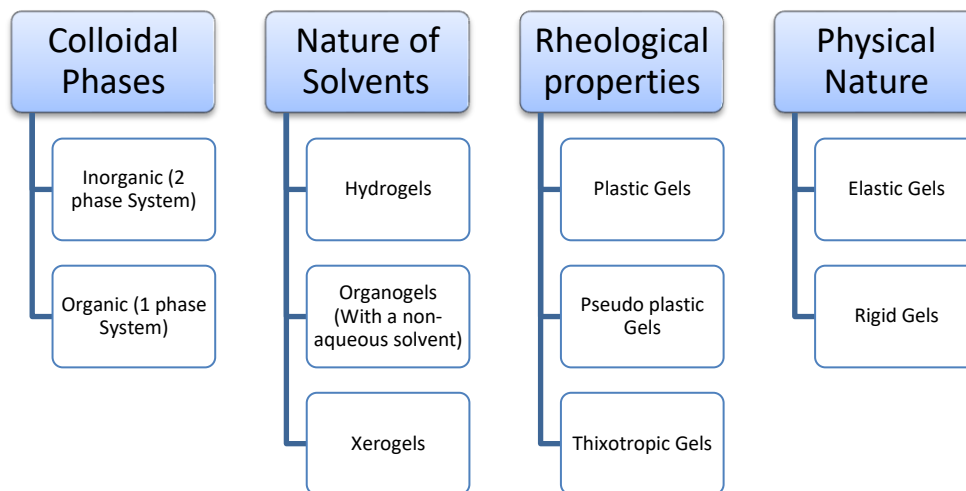 Colloidal
Phases
Inorganic (2
phase System)
Organic (1 phase
System)
Nature of
Solvents
Hydrogels
Organogels
(With a non-
aqueous solvent)
Xerogels
Rheological
properties
Plastic Gels
Pseudo plastic
Gels
Thixotropic Gels
Physical
Nature
Elastic Gels
Rigid Gels